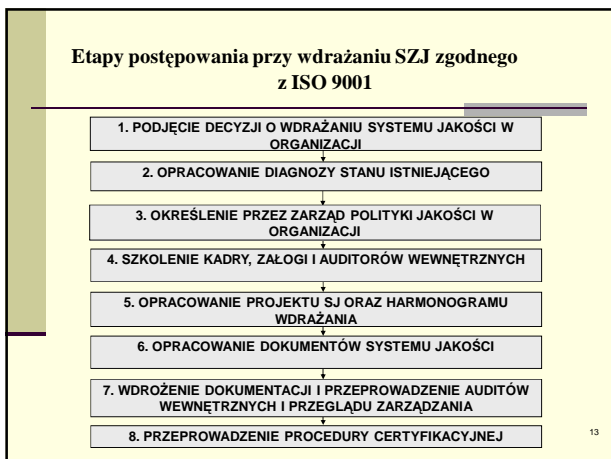 Etapy postępowania przy wdrażaniu SZJ zgodnego
z ISO 9001
1. PODJĘCIE DECYZJI O WDRAŻANIU SYSTEMU JAKOŚCI W
ORGANIZACJI
2. OPRACOWANIE DIAGNOZY STANU ISTNIEJĄCEGO
3. OKREŚLENIE PRZEZ ZARZĄD POLITYKI JAKOŚCI W
ORGANIZACJI
4. SZKOLENIE KADRY, ZAŁOGI I AUDITORÓW WEWNĘTRZNYCH
5. OPRACOWANIE PROJEKTU SJ ORAZ HARMONOGRAMU
WDRAŻANIA
6. OPRACOWANIE DOKUMENTÓW SYSTEMU JAKOŚCI
7. WDROŻENIE DOKUMENTACJI I PRZEPROWADZENIE AUDITÓW
WEWNĘTRZNYCH I PRZEGLĄDU ZARZĄDZANIA
8. PRZEPROWADZENIE PROCEDURY CERTYFIKACYJNEJ
13